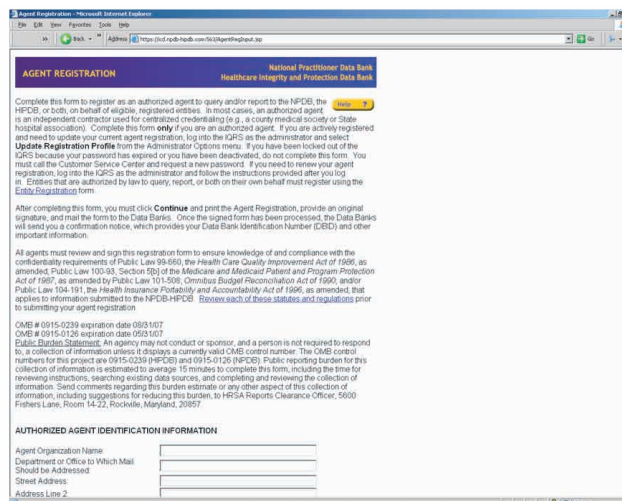 Agent Registration - Microsoft Internet Explorer
File Edit View Favorites Tools Help
Back Address https://icd.npdb-hipdb.com/563/AgentRegInput.jsp Go
National Practitioner Data Bank
AGENT REGISTRATION
Healthcare Integrity and Protection Data Bank
Complete this form to register as an authorized agent to query and/or report to the NPDB, the
Help ?
HIPDB, or both, on behalf of eligible, registered entities. In most cases, an authorized agent
is an independent contractor used for centralized credentialing (e.g., a county medical society or State
hospital association). Complete this form only if you are an authorized agent. If you are actively registered
and need to update your current agent registration, log into the IQRS as the administrator and select
Update Registration Profile from the Administrator Options menu. If you have been locked out of the
IQRS because your password has expired or you have been deactivated, do not complete this form. You
must call the Customer Service Center and request a new password. If you need to renew your agent
registration, log into the IQRS as the administrator and follow the instructions provided after you log
in. Entities that are authorized by law to query, report, or both on their own behalf must register using the
Entity Registration form.
After completing this form, you must click Continue and print the Agent Registration, provide an original
signature, and mail the form to the Data Banks. Once the signed form has been processed, the Data Banks
will send you a confirmation notice, which provides your Data Bank Identification Number (DBID) and other
important information.
All agents must review and sign this registration form to ensure knowledge of and compliance with the
confidentiality requirements of Public Law 99-660, the Health Care Quality Improvement Act of 1986, as
amended, Public Law 100-93, Section 5[b] of the Medicare and Medicaid Patient and Program Protection
Act of 1987, as amended by Public Law 101-508, Omnibus Budget Reconciliation Act of 1990, and/or
Public Law 104-191, the Health Insurance Portability and Accountability Act of 1996, as amended, that
applies to information submitted to the NPDB-HIPDB. Review each of these statutes and regulations prior
to submitting your agent registration.
OMB # 0915-0239 expiration date 08/31/07
OMB # 0915-0126 expiration date 05/31/07
Public Burden Statement: An agency may not conduct or sponsor, and a person is not required to respond
to, a collection of information unless it displays a currently valid OMB control number. The OMB control
numbers for this project are 0915-0239 (HIPDB) and 0915-0126 (NPDB). Public reporting burden for this
collection of information is estimated to average 15 minutes to complete this form, including the time for
reviewing instructions, searching existing data sources, and completing and reviewing the collection of
information. Send comments regarding this burden estimate or any other aspect of this collection of
information, including suggestions for reducing this burden, to HRSA Reports Clearance Officer, 5600
Fishers Lane, Room 14-22, Rockville, Maryland, 20857.
AUTHORIZED AGENT IDENTIFICATION INFORMATION
Agent Organization Name:
Department or Office to Which Mail
Should be Addressed:
Street Address:
Address Line 2: